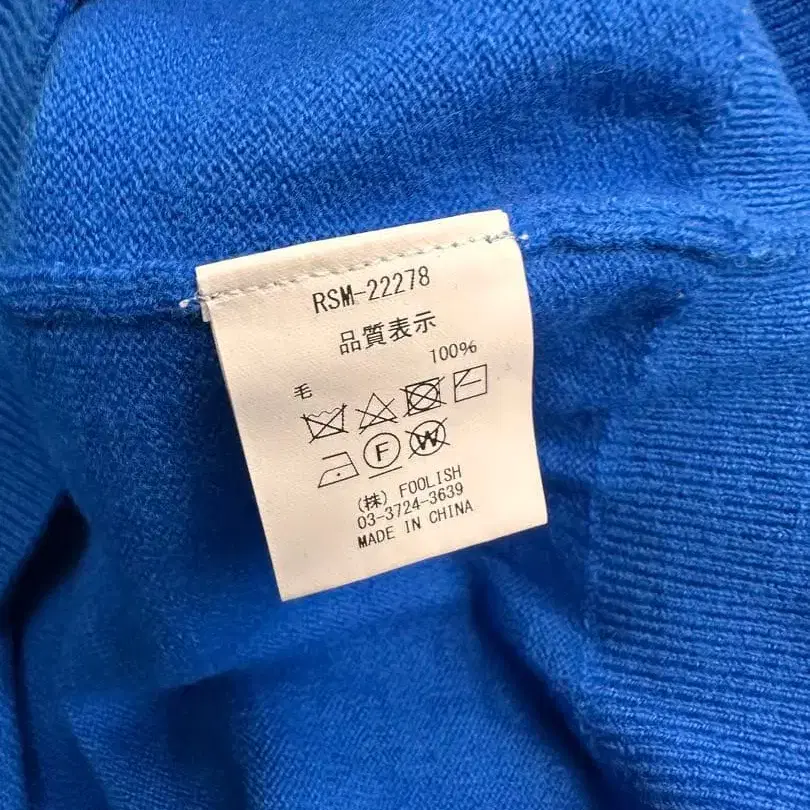 RSM-22278
品質表示
毛 100%
F W
(株) FOOLISH
03-3724-3639
MADE IN CHINA